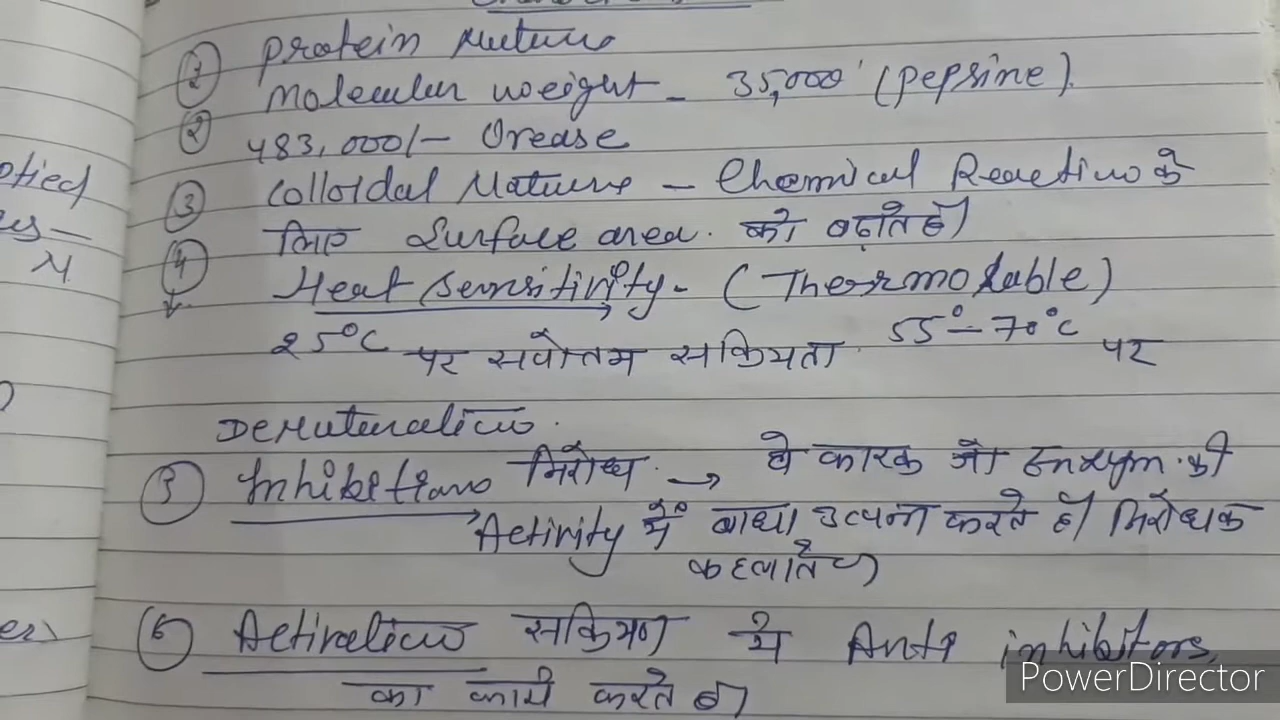 ① Protein Nature
Molecular weight - 35,000 (Pepsine).
② 483,000/- Urease
③ Colloidal Nature - Chemical Reaction के
लिए Surface area. को बढ़ाते है।
④ Heat Sensitivity - (Thermolable)
25°C पर सर्वोत्तम सक्रियता. 55°-70°C पर
Denaturation.
⑤ Inhibitions निरोध. → वे कारक जो Enzym. की
Activity में बाधा उत्पन्न करते है। निरोधक
कहलाते है।
⑥ Activation सक्रियण ये Anti inhibitors.
का कार्य करते है।
PowerDirector